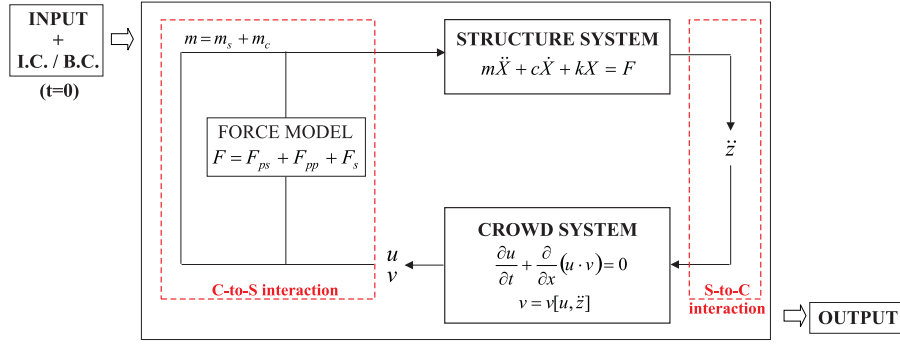 INPUT
+
I.C. / B.C.
(t=0)
m = m_s + m_c
FORCE MODEL
F = F_ps + F_pp + F_s
C-to-S interaction
STRUCTURE SYSTEM
mẌ + cẊ + kX = F
z̈
CROWD SYSTEM
∂u/∂t + ∂/∂x (u · v) = 0
v = v[u, z̈]
u
v
S-to-C
interaction
OUTPUT